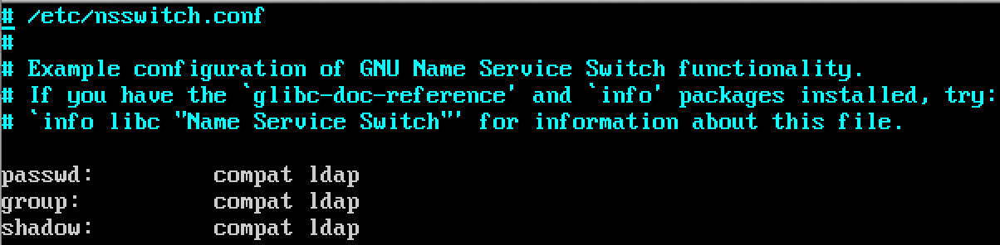 # /etc/nsswitch.conf
#
# Example configuration of GNU Name Service Switch functionality.
# If you have the `glibc-doc-reference' and `info' packages installed, try:
# `info libc "Name Service Switch"' for information about this file.
passwd:         compat ldap
group:          compat ldap
shadow:         compat ldap